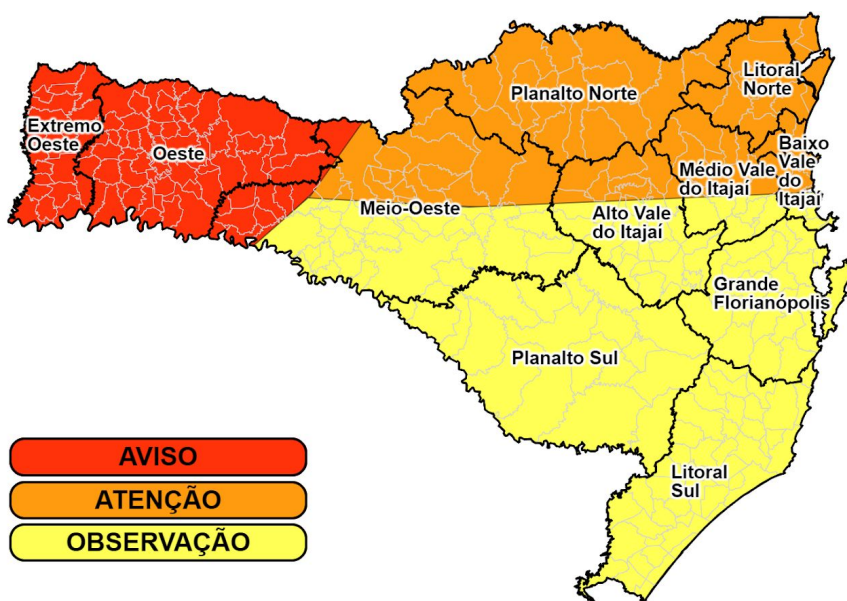 Planalto Norte
Litoral
Norte
Extremo
Oeste
Oeste
Baixo
Vale
do
Itajaí
Médio Vale
do Itajaí
Meio-Oeste
Alto Vale
do Itajaí
Grande
Florianópolis
Planalto Sul
Litoral
Sul
AVISO
ATENÇÃO
OBSERVAÇÃO